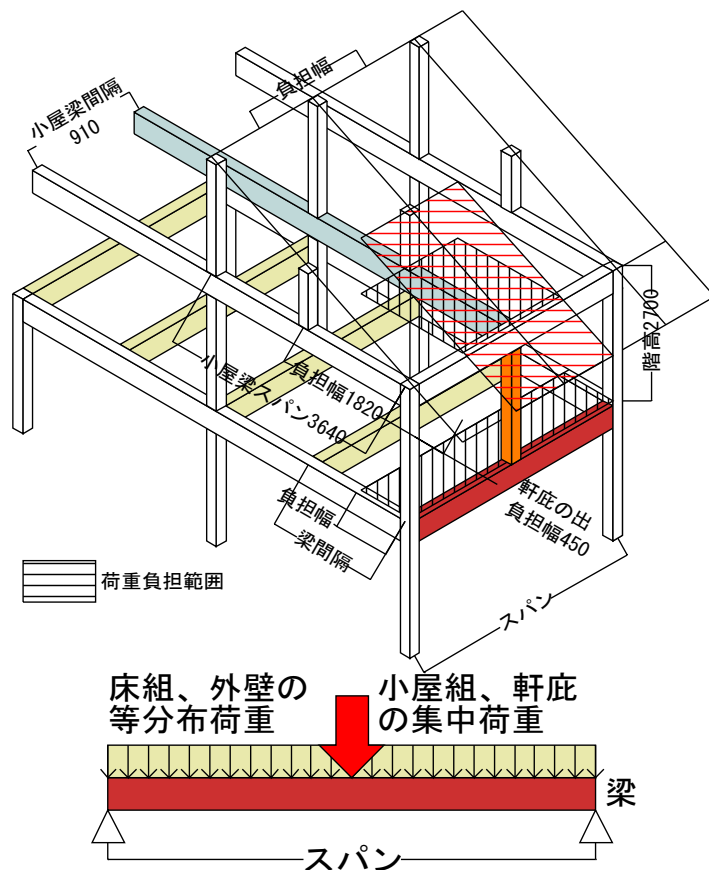 負担幅
小屋梁間隔
910
階高2700
負担幅1820
小屋梁スパン3640
軒庇の出
負担幅450
負担幅
梁間隔
スパン
荷重負担範囲
床組、外壁の
等分布荷重
小屋組、軒庇
の集中荷重
梁
スパン